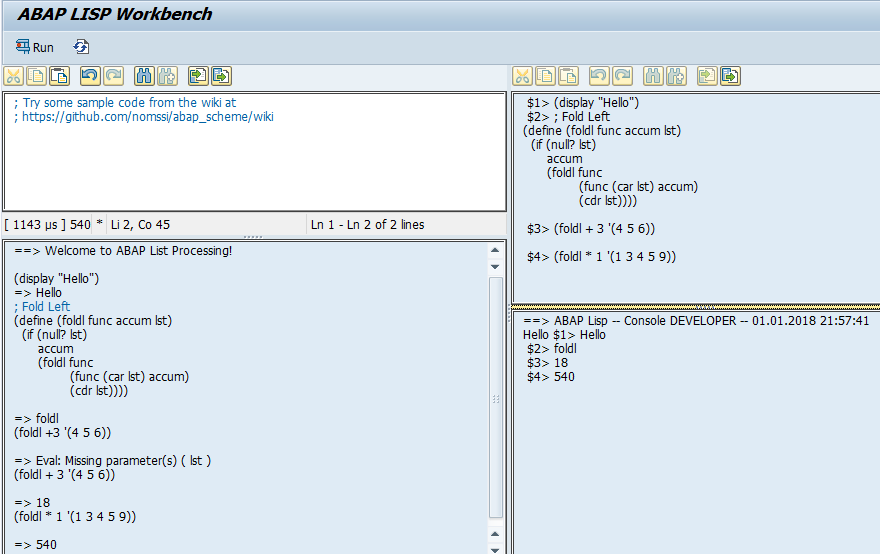 ABAP LISP Workbench
Run
; Try some sample code from the wiki at
; https://github.com/nomssi/abap_scheme/wiki
[ 1143 µs ] 540 * Li 2, Co 45 Ln 1 - Ln 2 of 2 lines
==> Welcome to ABAP List Processing!
(display "Hello")
=> Hello
; Fold Left
(define (foldl func accum lst)
(if (null? lst)
accum
(foldl func
(func (car lst) accum)
(cdr lst))))
=> foldl
(foldl +3 '(4 5 6))
=> Eval: Missing parameter(s) ( lst )
(foldl + 3 '(4 5 6))
=> 18
(foldl * 1 '(1 3 4 5 9))
=> 540
$1> (display "Hello")
$2> ; Fold Left
(define (foldl func accum lst)
(if (null? lst)
accum
(foldl func
(func (car lst) accum)
(cdr lst))))
$3> (foldl + 3 '(4 5 6))
$4> (foldl * 1 '(1 3 4 5 9))
==> ABAP Lisp -- Console DEVELOPER -- 01.01.2018 21:57:41
Hello $1> Hello
$2> foldl
$3> 18
$4> 540